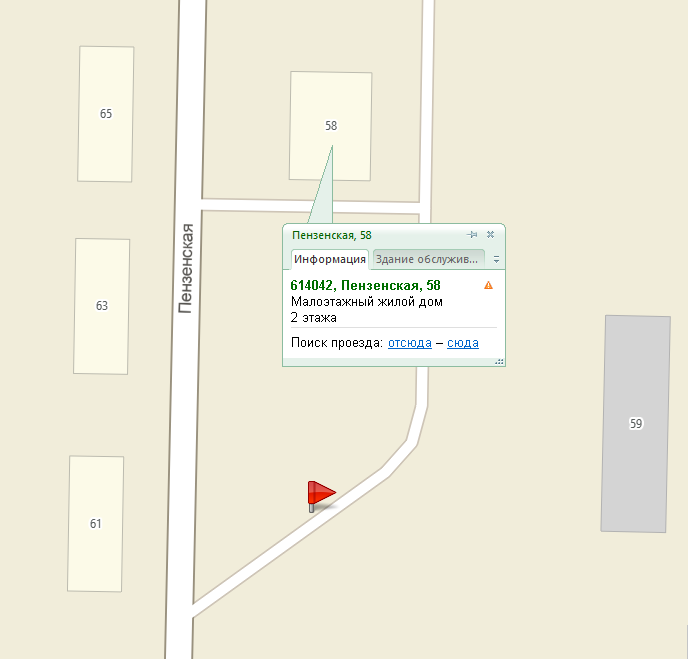 65
58
Пензенская
Пензенская, 58
Информация
Здание обслужив...
614042, Пензенская, 58
Малоэтажный жилой дом
2 этажа
Поиск проезда: отсюда – сюда
63
59
61